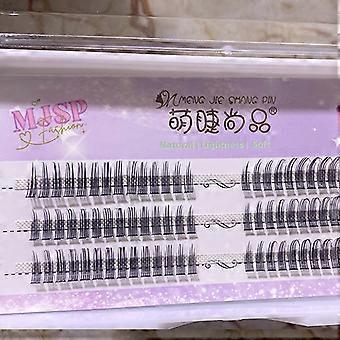 MJSP
Fashion
MENG JIE SHANG PIN
萌睫尚品®
Natural | Lightness | Soft